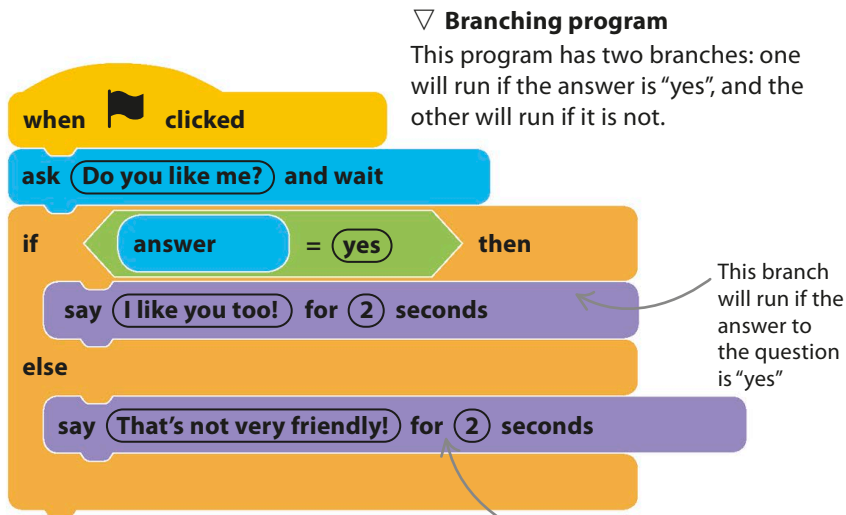 ▽ Branching program
This program has two branches: one
will run if the answer is “yes”, and the
other will run if it is not.
when clicked
ask Do you like me? and wait
if answer = yes then
say I like you too! for 2 seconds
This branch
will run if the
answer to
the question
is “yes”
else
say That’s not very friendly! for 2 seconds